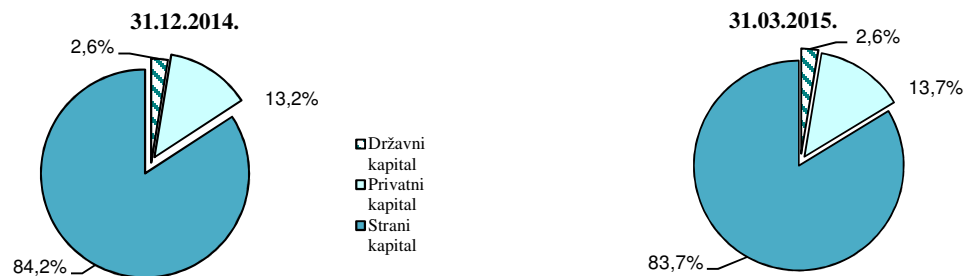 31.12.2014.
2,6%
13,2%
84,2%
Državni
kapital
Privatni
kapital
Strani
kapital
31.03.2015.
2,6%
13,7%
83,7%